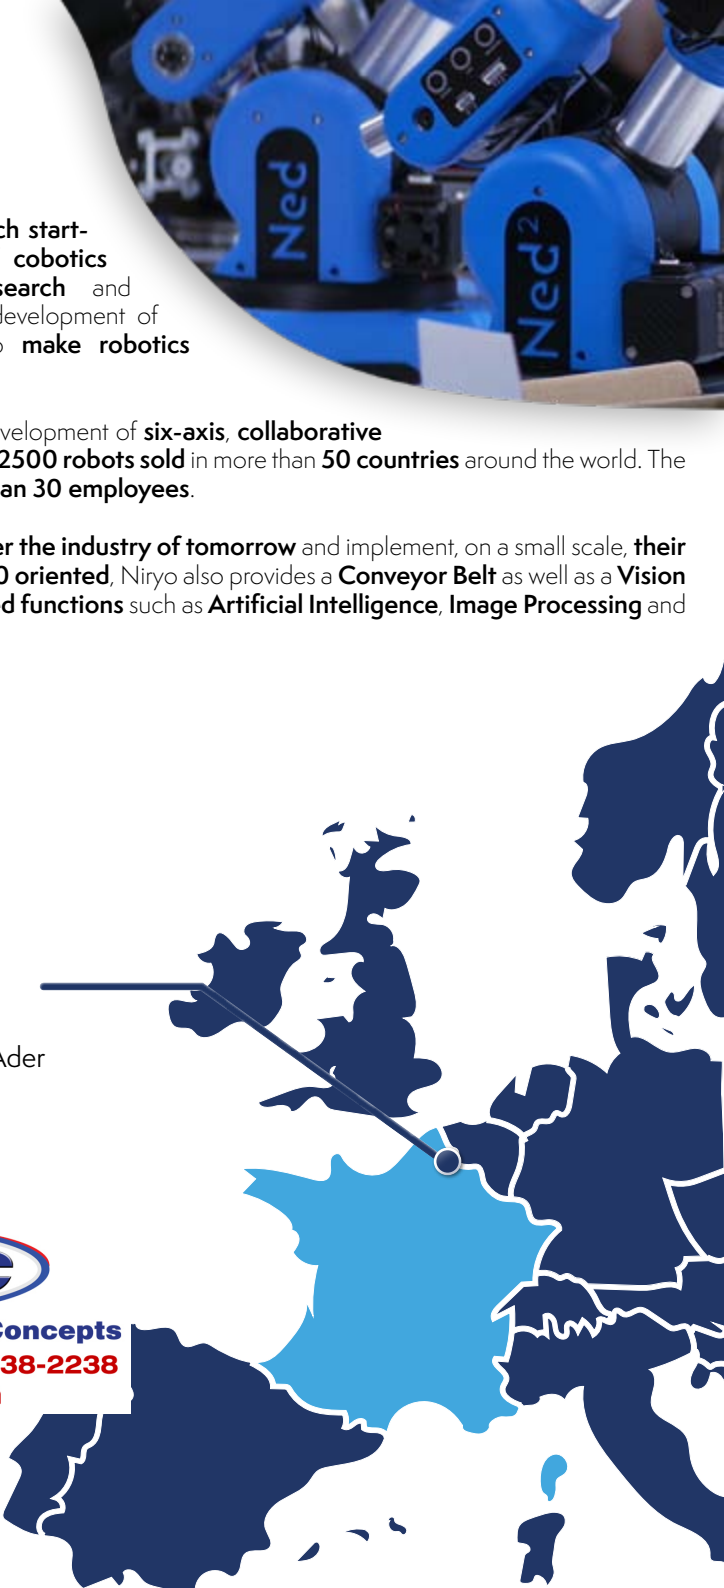 Ned
Ned²
ch start-
cobotics
search and
development of
o make robotics
velopment of six-axis, collaborative
2500 robots sold in more than 50 countries around the world. The
an 30 employees.
er the industry of tomorrow and implement, on a small scale, their
0 oriented, Niryo also provides a Conveyor Belt as well as a Vision
d functions such as Artificial Intelligence, Image Processing and
Ader
Concepts
38-2238